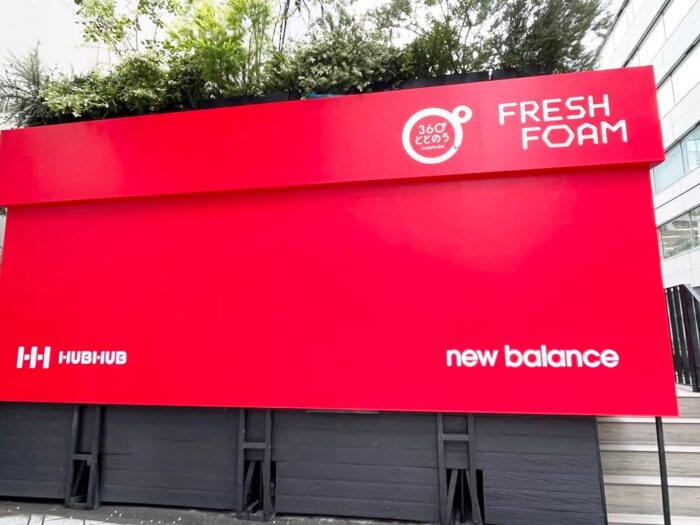 360°
ととのう
CAMPAIGN
FRESH
FOAM
HUBHUB
new balance